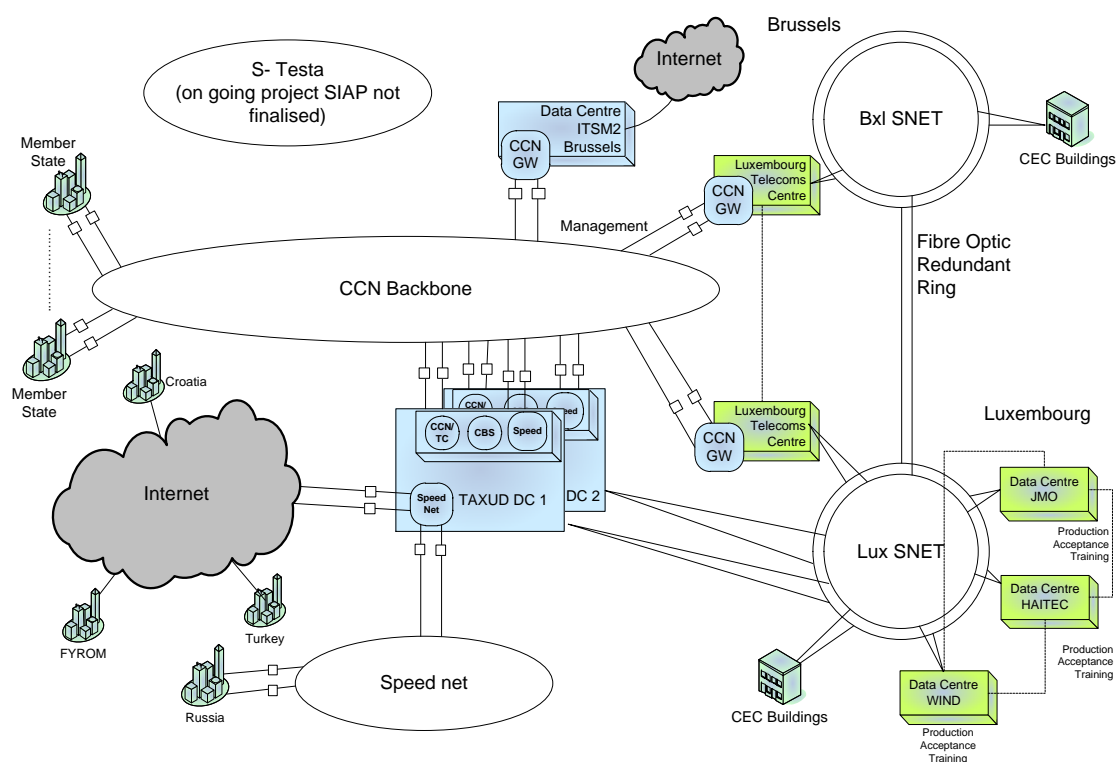 Brussels
S- Testa
(on going project SIAP not
finalised)
Internet
Data Centre
ITSM2
Brussels
CCN
GW
Bxl SNET
CEC Buildings
Member
State
Luxembourg
Telecoms
Centre
CCN
GW
Management
Fibre Optic
Redundant
Ring
CCN Backbone
Member
State
Croatia
Luxembourg
Telecoms
Centre
CCN
GW
Luxembourg
CCN/
Speed
CCN/
TC
CBS
Speed
Internet
Speed
Net
TAXUD DC 1
DC 2
Data Centre
JMO
Production
Acceptance
Training
Lux SNET
Data Centre
HAITEC
Production
Acceptance
Training
FYROM
Turkey
Russia
Speed net
CEC Buildings
Data Centre
WIND
Production
Acceptance
Training